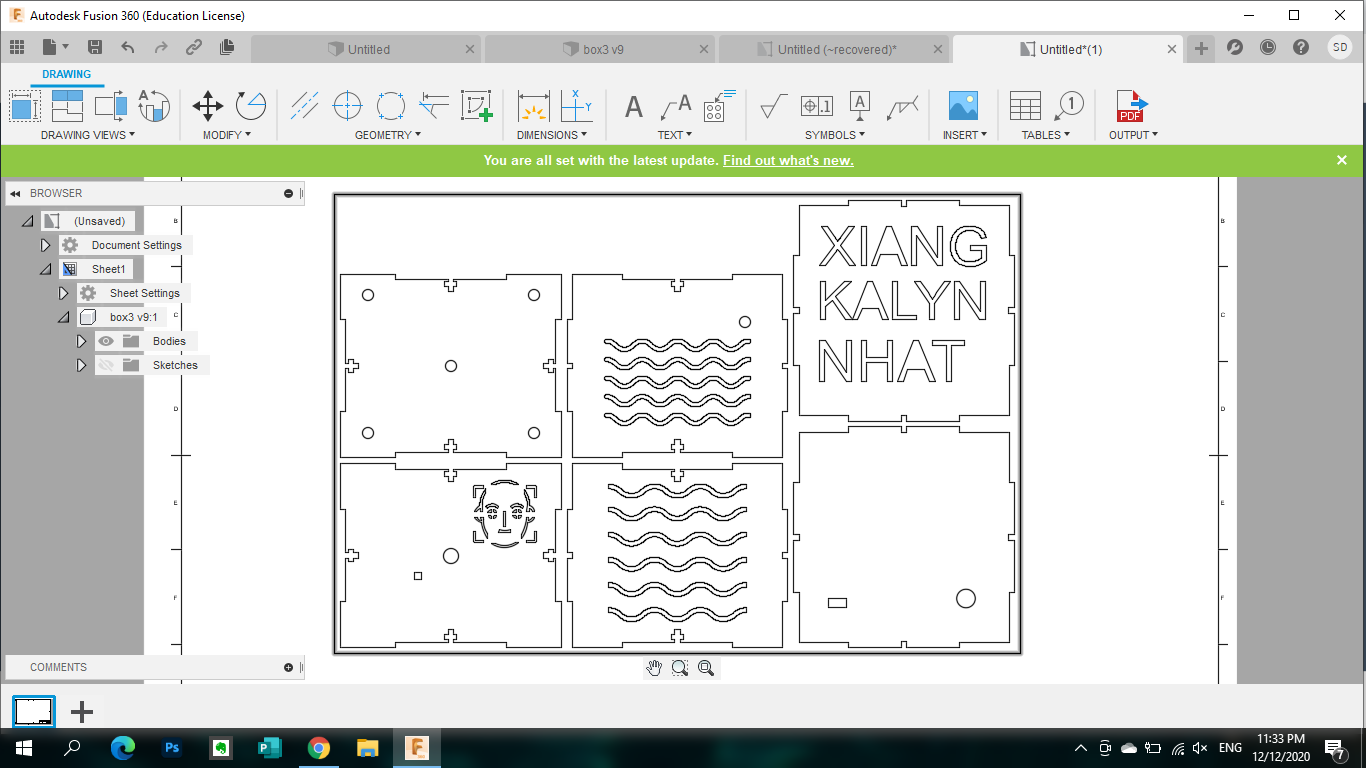 Autodesk Fusion 360 (Education License)
Untitled
box3 v9
Untitled (~recovered)*
Untitled*(1)
SD
DRAWING
DRAWING VIEWS
MODIFY
GEOMETRY
DIMENSIONS
TEXT
SYMBOLS
INSERT
TABLES
OUTPUT
You are all set with the latest update. Find out what's new.
BROWSER
(Unsaved)
Document Settings
Sheet1
Sheet Settings
box3 v9:1
Bodies
Sketches
B
C
D
E
F
B
C
D
E
F
XIANG
KALYN
NHAT
COMMENTS
ENG
11:33 PM
12/12/2020
7